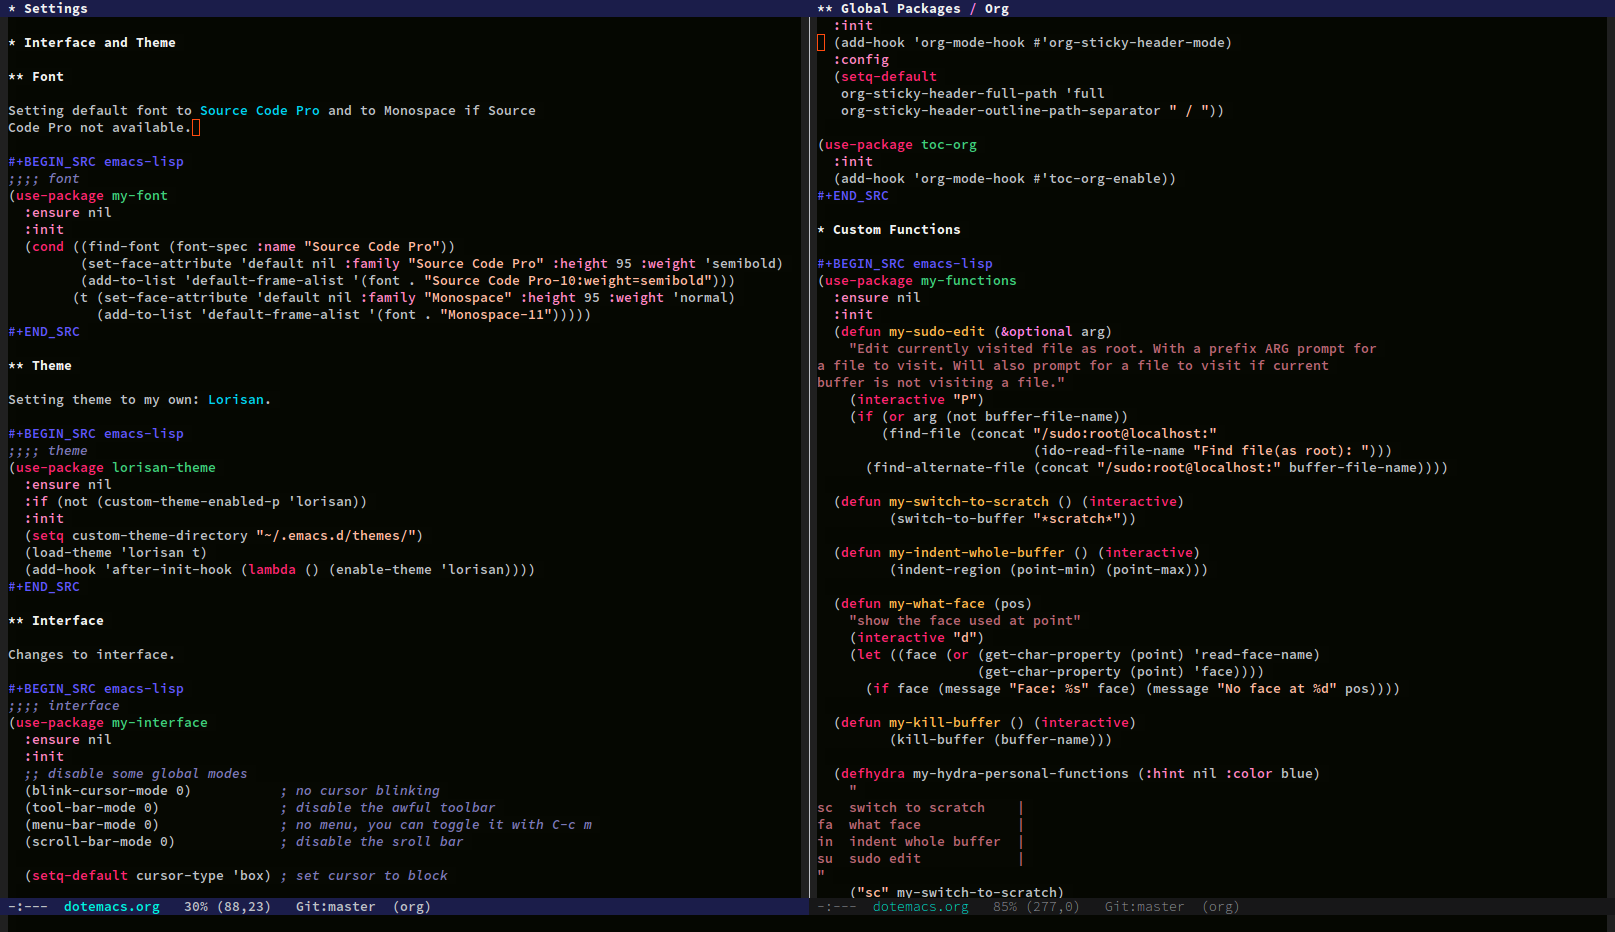 * Settings
* Interface and Theme
** Font
Setting default font to Source Code Pro and to Monospace if Source
Code Pro not available.
#+BEGIN_SRC emacs-lisp
;;;; font
(use-package my-font
  :ensure nil
  :init
  (cond ((find-font (font-spec :name "Source Code Pro"))
         (set-face-attribute 'default nil :family "Source Code Pro" :height 95 :weight 'semibold)
         (add-to-list 'default-frame-alist '(font . "Source Code Pro-10:weight=semibold")))
        (t (set-face-attribute 'default nil :family "Monospace" :height 95 :weight 'normal)
           (add-to-list 'default-frame-alist '(font . "Monospace-11")))))
#+END_SRC
** Theme
Setting theme to my own: Lorisan.
#+BEGIN_SRC emacs-lisp
;;;; theme
(use-package lorisan-theme
  :ensure nil
  :if (not (custom-theme-enabled-p 'lorisan))
  :init
  (setq custom-theme-directory "~/.emacs.d/themes/")
  (load-theme 'lorisan t)
  (add-hook 'after-init-hook (lambda () (enable-theme 'lorisan))))
#+END_SRC
** Interface
Changes to interface.
#+BEGIN_SRC emacs-lisp
;;;; interface
(use-package my-interface
  :ensure nil
  :init
  ;; disable some global modes
  (blink-cursor-mode 0)           ; no cursor blinking
  (tool-bar-mode 0)               ; disable the awful toolbar
  (menu-bar-mode 0)               ; no menu, you can toggle it with C-c m
  (scroll-bar-mode 0)             ; disable the sroll bar
  (setq-default cursor-type 'box) ; set cursor to block
-:---  dotemacs.org   30% (88,23)   Git:master  (org)
** Global Packages / Org
  :init
  (add-hook 'org-mode-hook #'org-sticky-header-mode)
  :config
  (setq-default
   org-sticky-header-full-path 'full
   org-sticky-header-outline-path-separator " / "))
(use-package toc-org
  :init
  (add-hook 'org-mode-hook #'toc-org-enable))
#+END_SRC
* Custom Functions
#+BEGIN_SRC emacs-lisp
(use-package my-functions
  :ensure nil
  :init
  (defun my-sudo-edit (&optional arg)
    "Edit currently visited file as root. With a prefix ARG prompt for
a file to visit. Will also prompt for a file to visit if current
buffer is not visiting a file."
    (interactive "P")
    (if (or arg (not buffer-file-name))
        (find-file (concat "/sudo:root@localhost:"
                           (ido-read-file-name "Find file(as root): ")))
      (find-alternate-file (concat "/sudo:root@localhost:" buffer-file-name))))
  (defun my-switch-to-scratch () (interactive)
         (switch-to-buffer "*scratch*"))
  (defun my-indent-whole-buffer () (interactive)
         (indent-region (point-min) (point-max)))
  (defun my-what-face (pos)
    "show the face used at point"
    (interactive "d")
    (let ((face (or (get-char-property (point) 'read-face-name)
                    (get-char-property (point) 'face))))
      (if face (message "Face: %s" face) (message "No face at %d" pos))))
  (defun my-kill-buffer () (interactive)
         (kill-buffer (buffer-name)))
  (defhydra my-hydra-personal-functions (:hint nil :color blue)
    "
sc  switch to scratch    |
fa  what face            |
in  indent whole buffer  |
su  sudo edit            |
"
    ("sc" my-switch-to-scratch)
-:---  dotemacs.org   85% (277,0)   Git:master  (org)